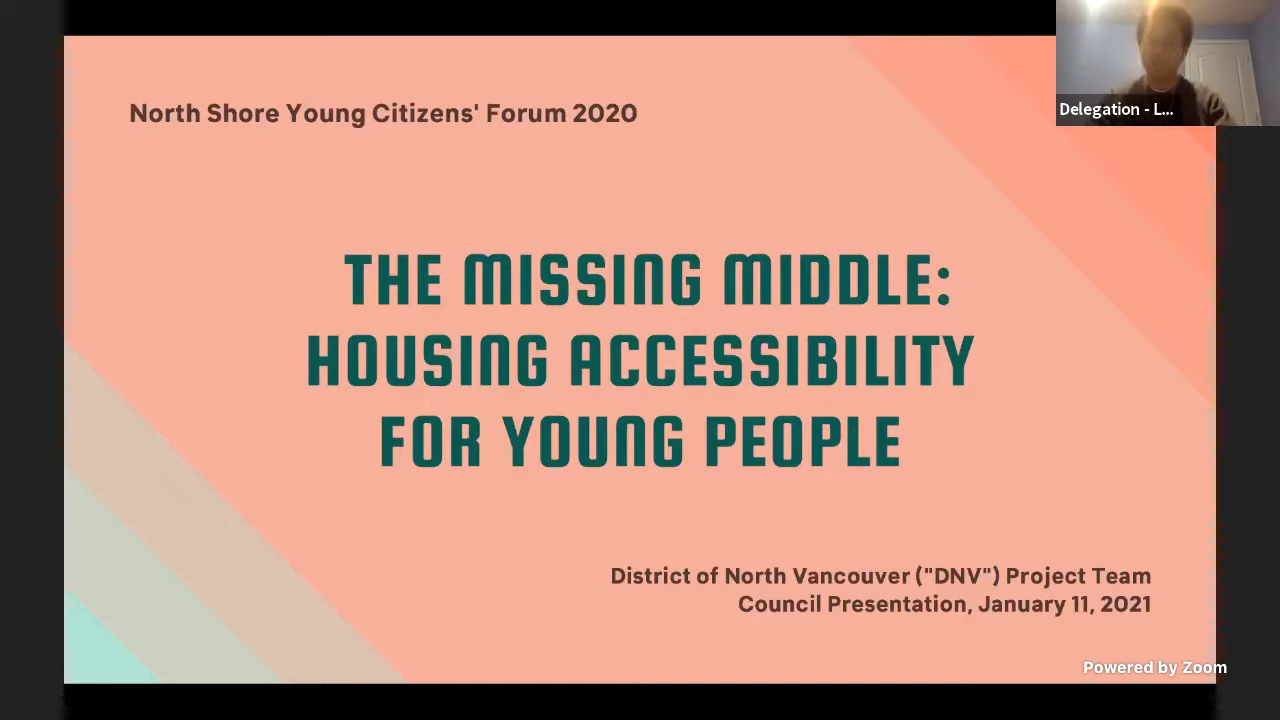 North Shore Young Citizens' Forum 2020
Delegation - L...
THE MISSING MIDDLE:
HOUSING ACCESSIBILITY
FOR YOUNG PEOPLE
District of North Vancouver ("DNV") Project Team
Council Presentation, January 11, 2021
Powered by Zoom